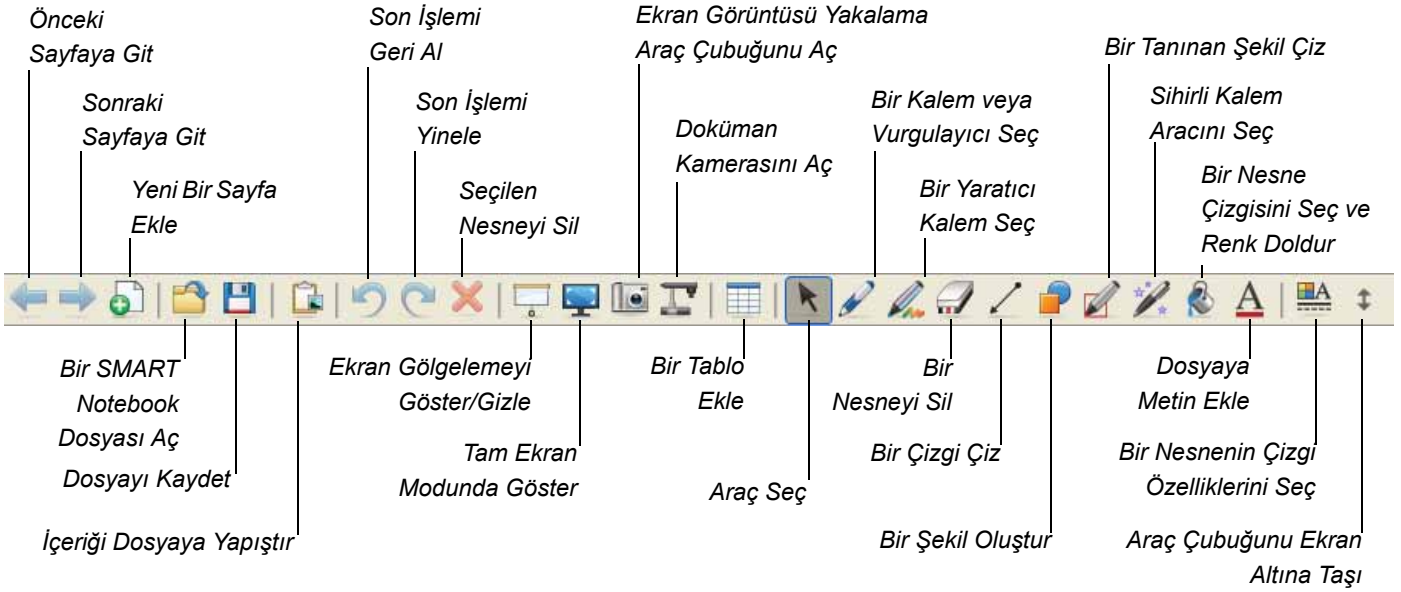 Önceki
Sayfaya Git
Sonraki
Sayfaya Git
Yeni Bir Sayfa
Ekle
Son İşlemi
Geri Al
Son İşlemi
Yinele
Seçilen
Nesneyi Sil
Ekran Görüntüsü Yakalama
Araç Çubuğunu Aç
Doküman
Kamerasını Aç
Bir Kalem veya
Vurgulayıcı Seç
Bir Yaratıcı
Kalem Seç
Bir Tanınan Şekil Çiz
Sihirli Kalem
Aracını Seç
Bir Nesne
Çizgisini Seç ve
Renk Doldur
A
A
Bir SMART
Notebook
Dosyası Aç
Dosyayı Kaydet
İçeriği Dosyaya Yapıştır
Ekran Gölgelemeyi
Göster/Gizle
Tam Ekran
Modunda Göster
Bir Tablo
Ekle
Araç Seç
Bir
Nesneyi Sil
Bir Çizgi Çiz
Bir Şekil Oluştur
Dosyaya
Metin Ekle
Bir Nesnenin Çizgi
Özelliklerini Seç
Araç Çubuğunu Ekran
Altına Taşı